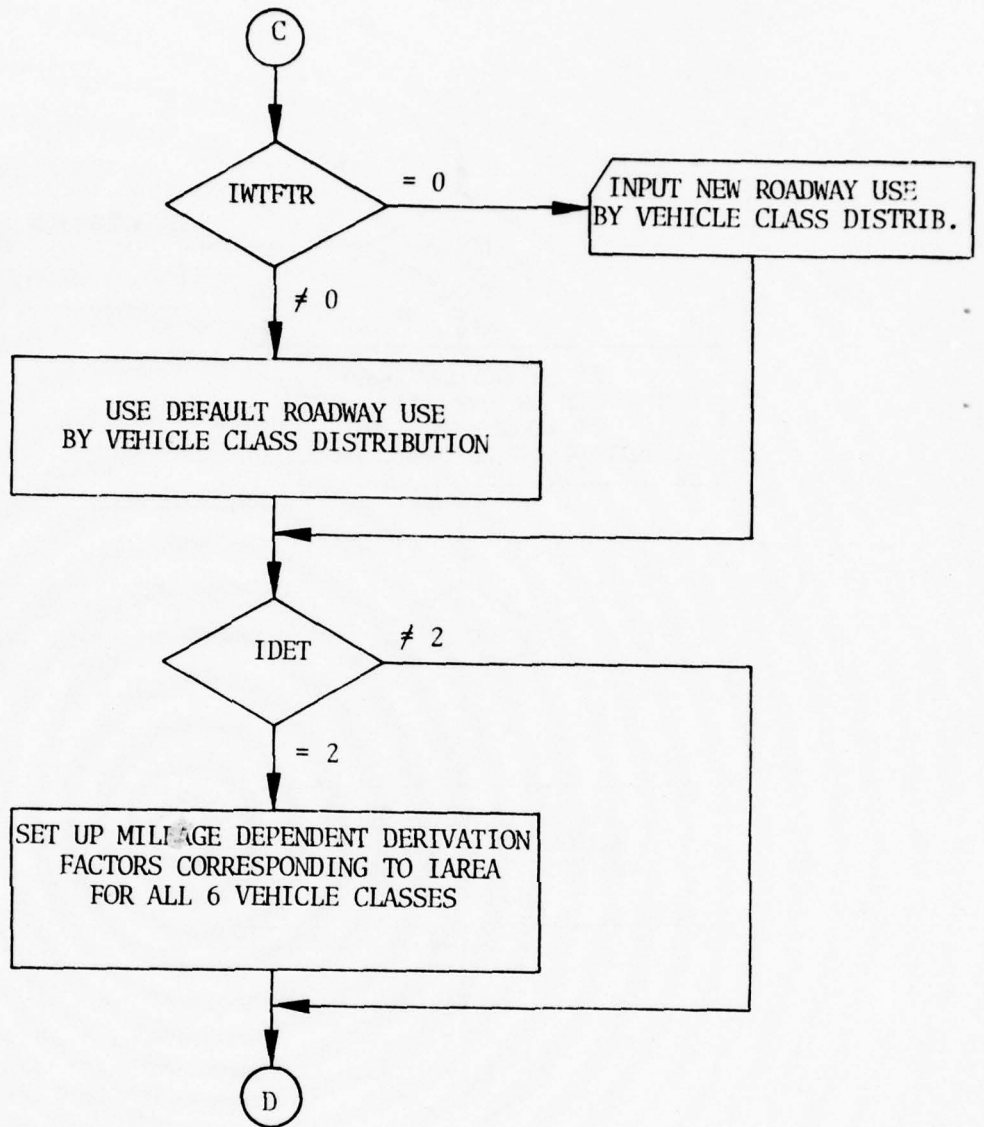 C
IWTFTR
= 0
INPUT NEW ROADWAY USE
BY VEHICLE CLASS DISTRIB.
≠ 0
USE DEFAULT ROADWAY USE
BY VEHICLE CLASS DISTRIBUTION
IDET
≠ 2
= 2
SET UP MILEAGE DEPENDENT DERIVATION
FACTORS CORRESPONDING TO IAREA
FOR ALL 6 VEHICLE CLASSES
D